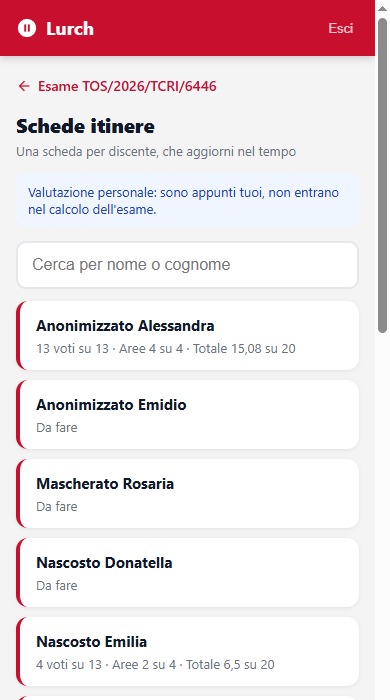 Lurch
Esci
← Esame TOS/2026/TCRI/6446
Schede itinere
Una scheda per discente, che aggiorni nel tempo
Valutazione personale: sono appunti tuoi, non entrano
nel calcolo dell'esame.
Cerca per nome o cognome
Anonimizzato Alessandra
13 voti su 13 · Aree 4 su 4 · Totale 15,08 su 20
Anonimizzato Emidio
Da fare
Mascherato Rosaria
Da fare
Nascosto Donatella
Da fare
Nascosto Emilia
4 voti su 13 · Aree 2 su 4 · Totale 6,5 su 20